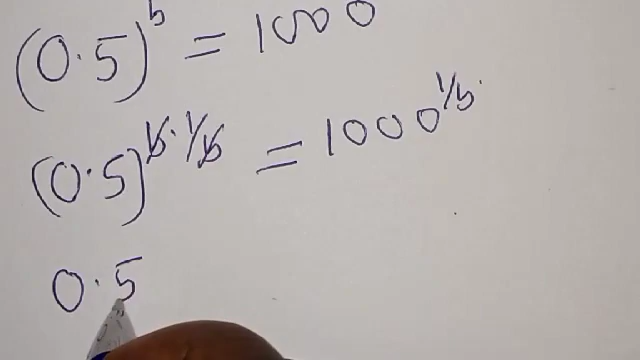 (0.5)^b = 1000
(0.5)^b·1/b = 1000^1/b
0.5